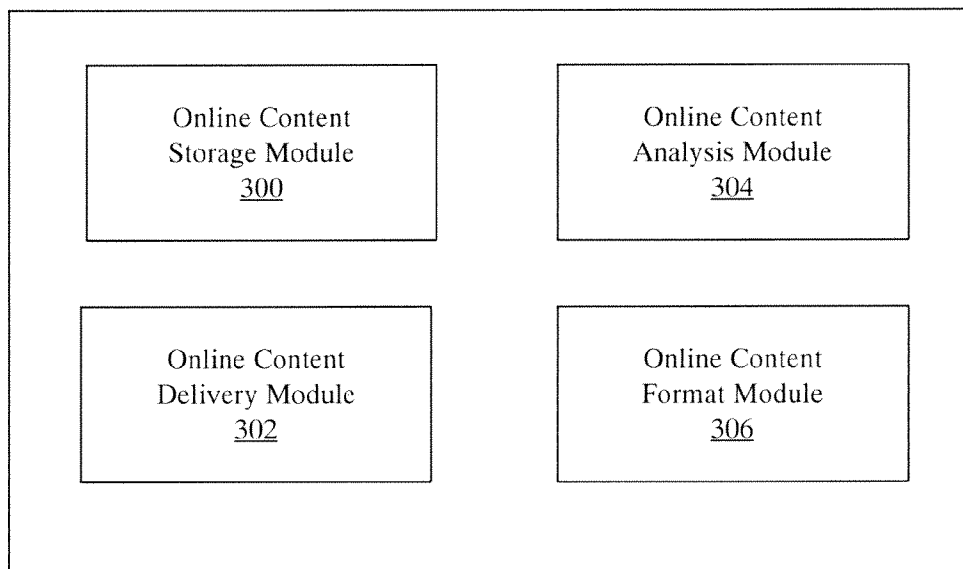 Online Content
Storage Module
300
Online Content
Analysis Module
304
Online Content
Delivery Module
302
Online Content
Format Module
306